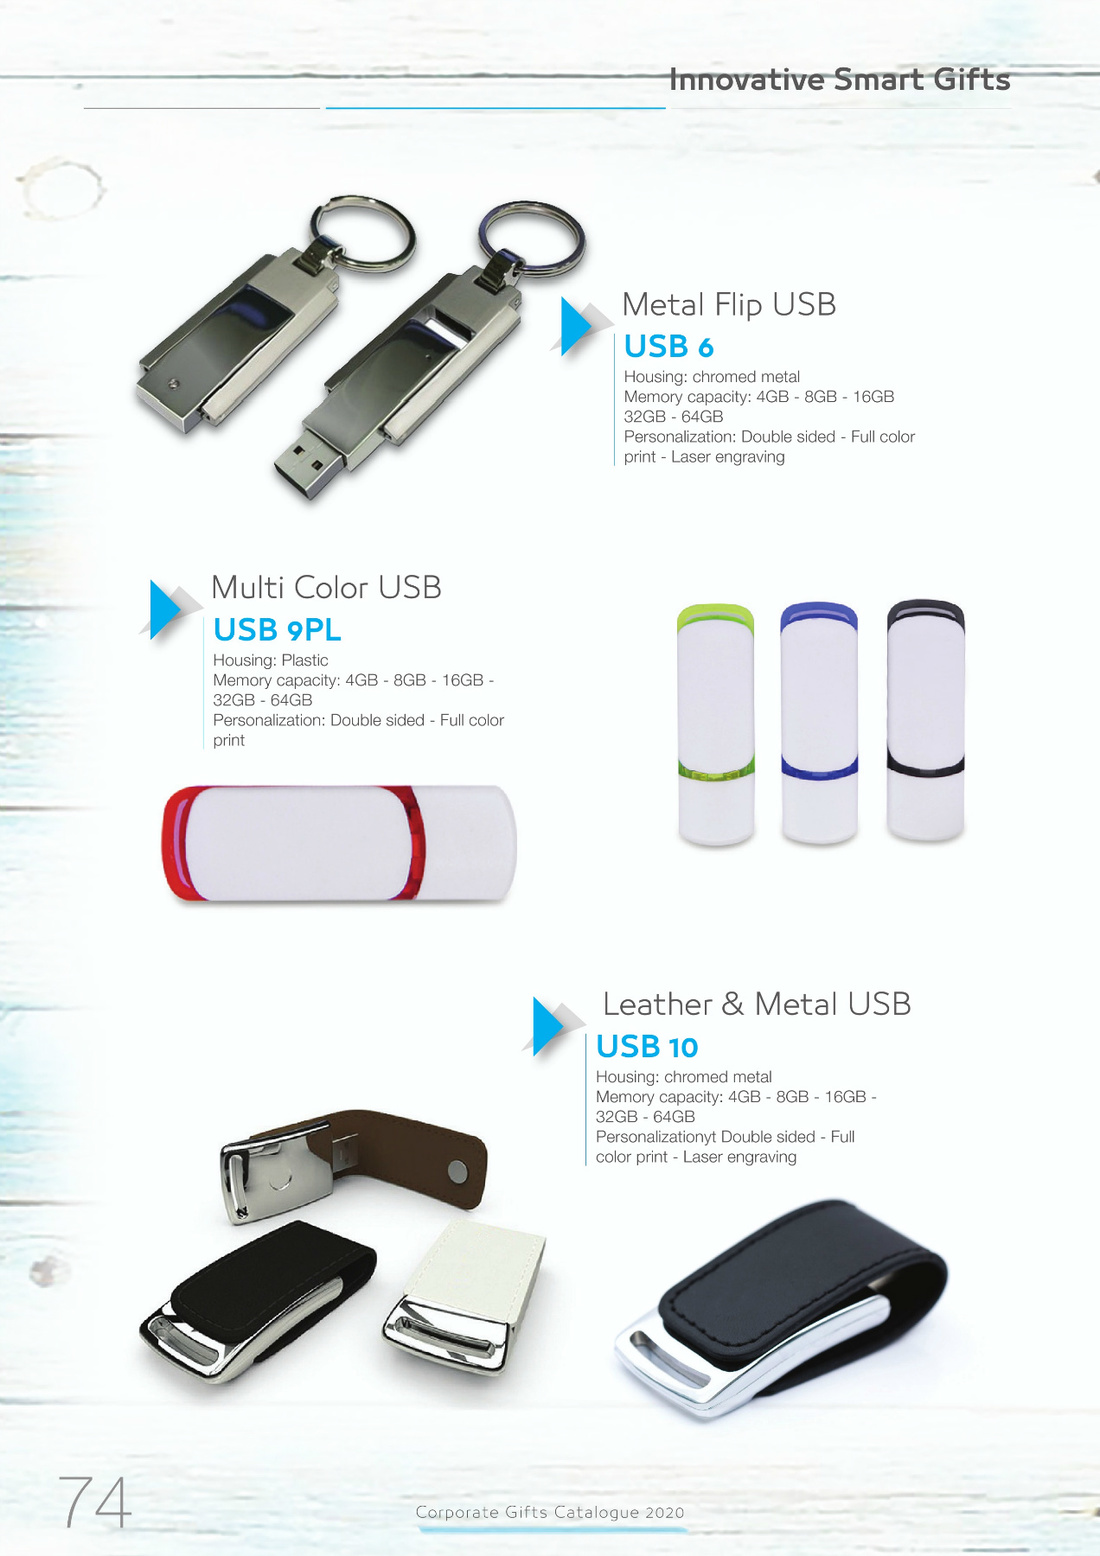 Innovative Smart Gifts
Metal Flip USB
USB 6
Housing: chromed metal
Memory capacity: 4GB - 8GB - 16GB
32GB - 64GB
Personalization: Double sided - Full color
print - Laser engraving
Multi Color USB
USB 9PL
Housing: Plastic
Memory capacity: 4GB - 8GB - 16GB -
32GB - 64GB
Personalization: Double sided - Full color
print
Leather & Metal USB
USB 10
Housing: chromed metal
Memory capacity: 4GB - 8GB - 16GB -
32GB - 64GB
Personalizationyt Double sided - Full
color print - Laser engraving
74
Corporate Gifts Catalogue 2020